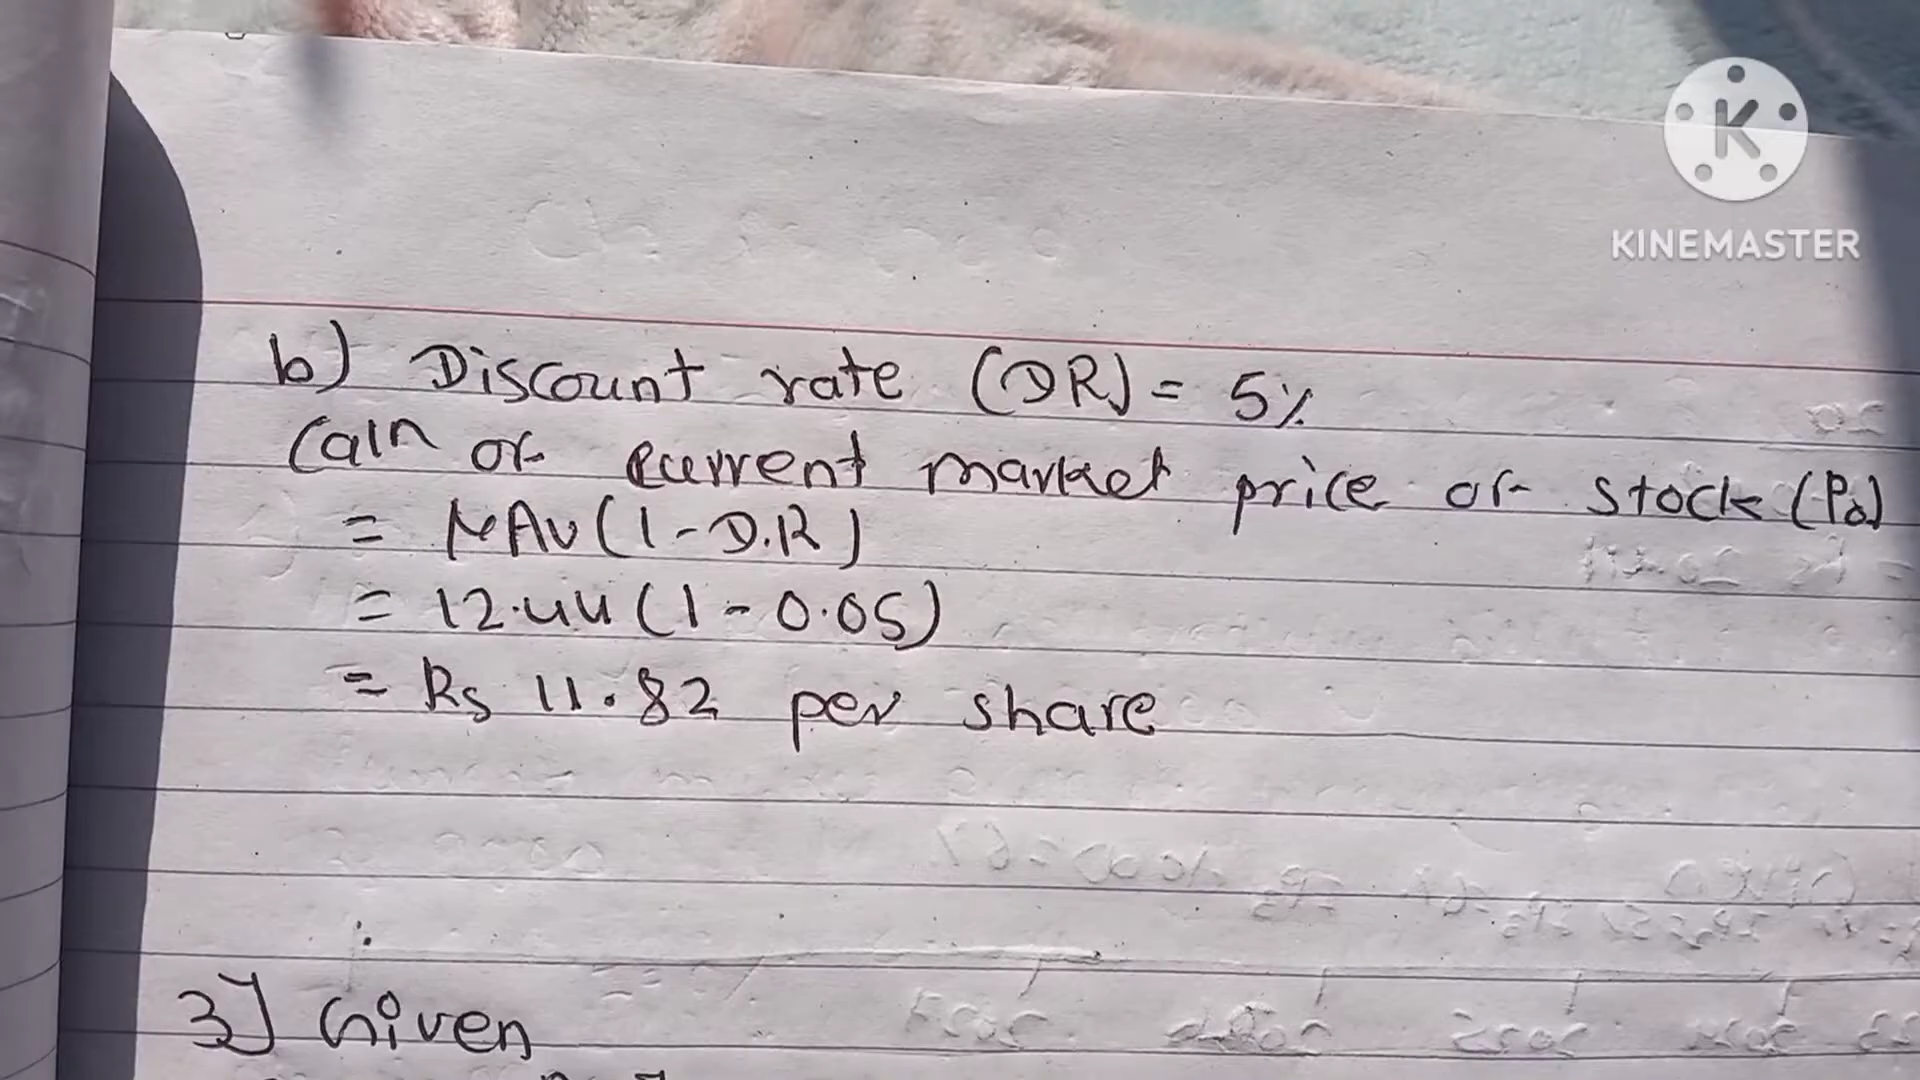 KINEMASTER
b) Discount rate (DR) = 5%
Caln of current market price of stock (P0)
= NAV (1 - D.R)
= 12.44 (1 - 0.05)
= Rs 11.82 per share
3) Given